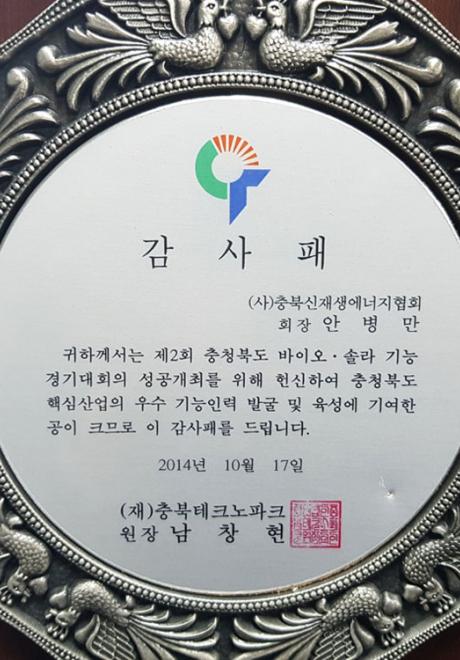 감 사 패
(사)충북신재생에너지협회
회장 안 병 만
귀하께서는 제2회 충청북도 바이오·솔라 기능
경기대회의 성공개최를 위해 헌신하여 충청북도
핵심산업의 우수 기능인력 발굴 및 육성에 기여한
공이 크므로 이 감사패를 드립니다.
2014년 10월 17일
(재)충북테크노파크
원장 남 창 현